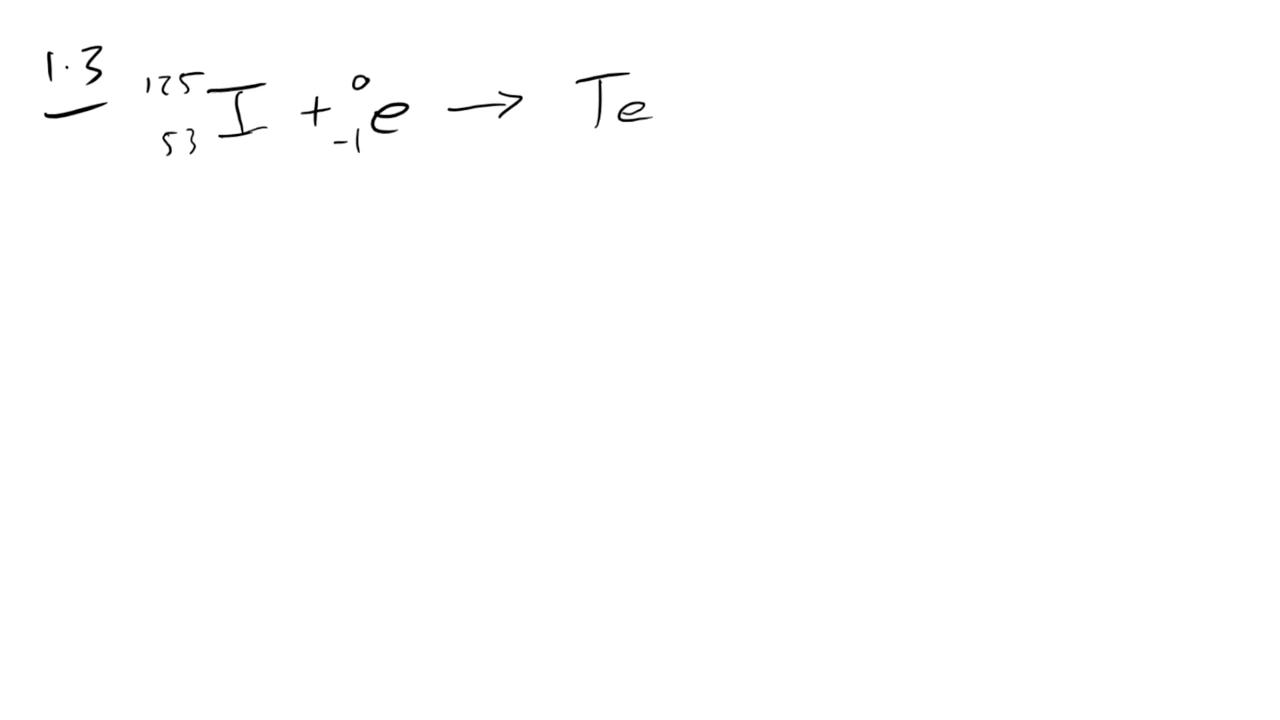 1.3 ¹²⁵₅₃I + ⁰₋₁e → Te